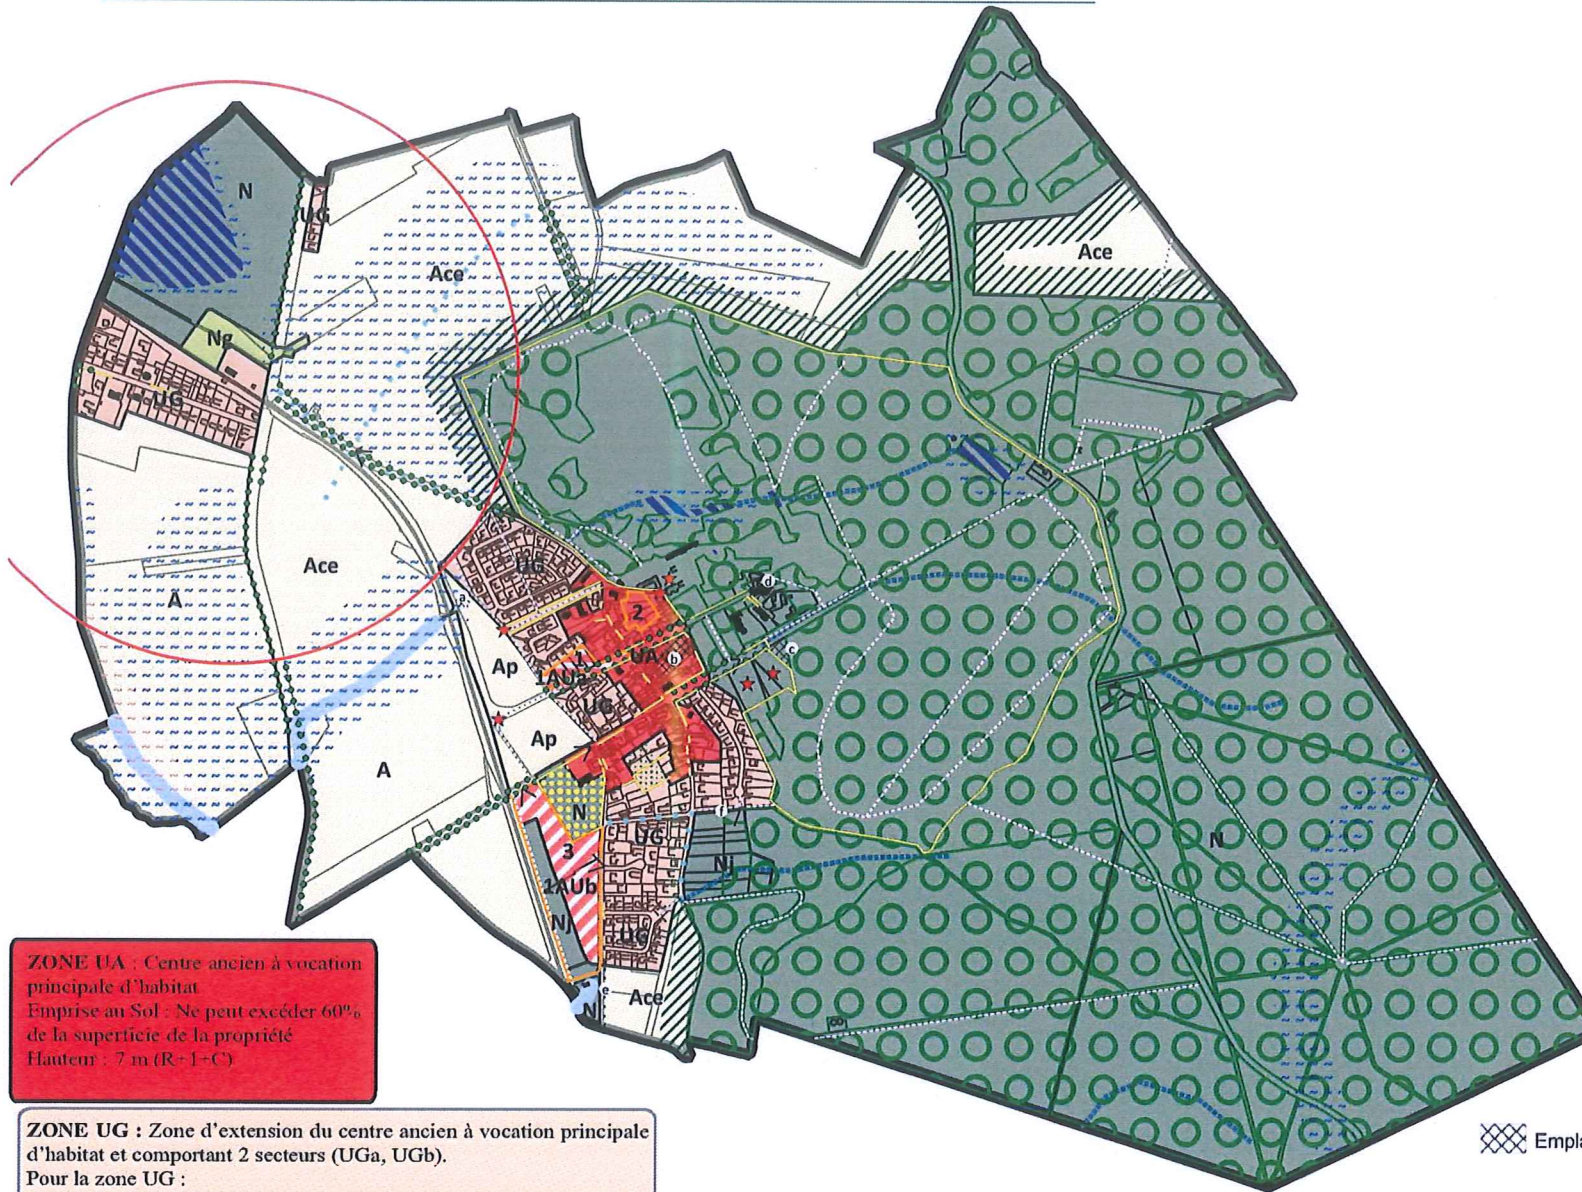 N
UG
Ace
Ace
Ng
UG
Ace
A
UG
a
d
2
Ap
1
UA
b
c
1AUa
UG
Ap
A
N
f
UG
N
3
Nj
1AUb
Nj
UG
e
Ace
N
ZONE UA : Centre ancien à vocation
principale d'habitat
Emprise au Sol : Ne peut excéder 60%
de la superficie de la propriété
Hauteur : 7 m (R+1+C)
ZONE UG : Zone d'extension du centre ancien à vocation principale
d'habitat et comportant 2 secteurs (UGa, UGb).
Pour la zone UG :
Empla